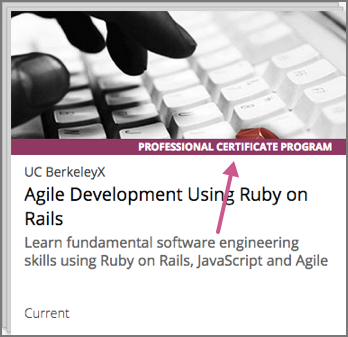 PROFESSIONAL CERTIFICATE PROGRAM
UC BerkeleyX
Agile Development Using Ruby on
Rails
Learn fundamental software engineering
skills using Ruby on Rails, JavaScript and Agile
Current